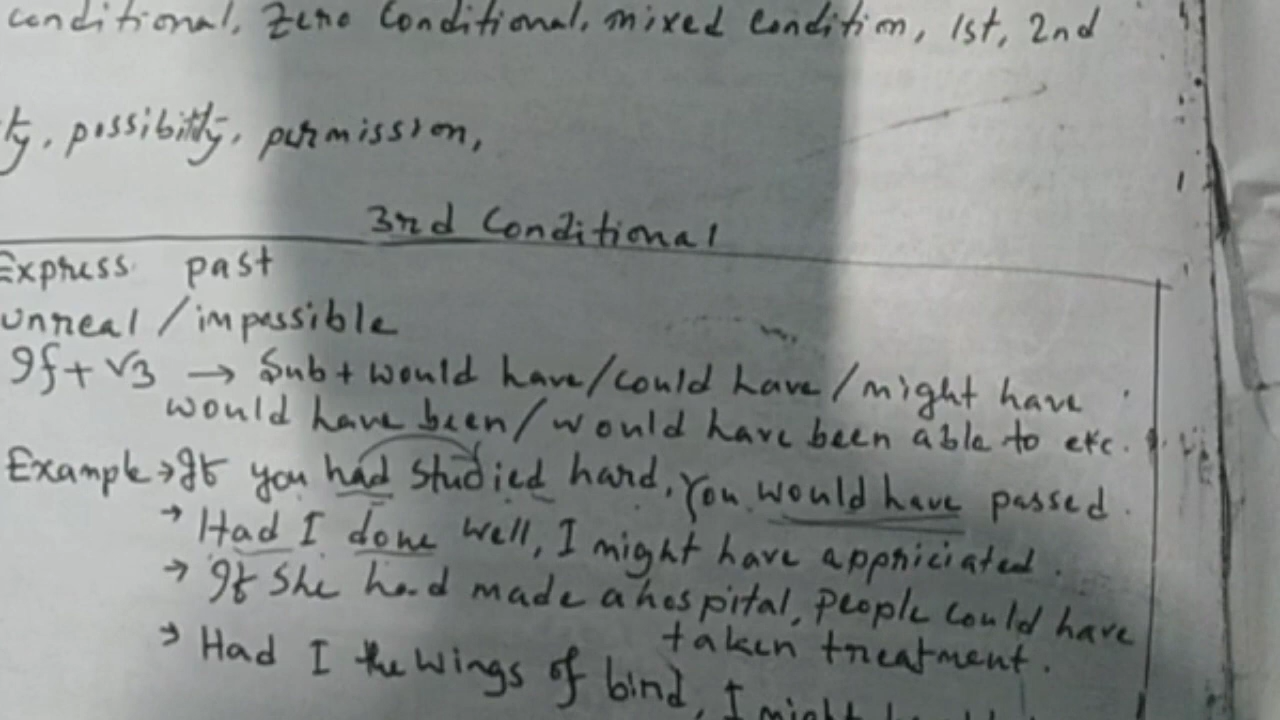 conditional, Zero Conditional, mixed Condition, 1st, 2nd
possibility, permission,
3rd Conditional
Express past
unreal / impossible
If + V3 → Sub + would have/could have/might have
would have been/would have been able to etc.
Example → If you had studied hard, you would have passed.
→ Had I done well, I might have appriciated.
→ If she had made a hospital, people could have
taken treatment.
→ Had I the wings of bird, I might